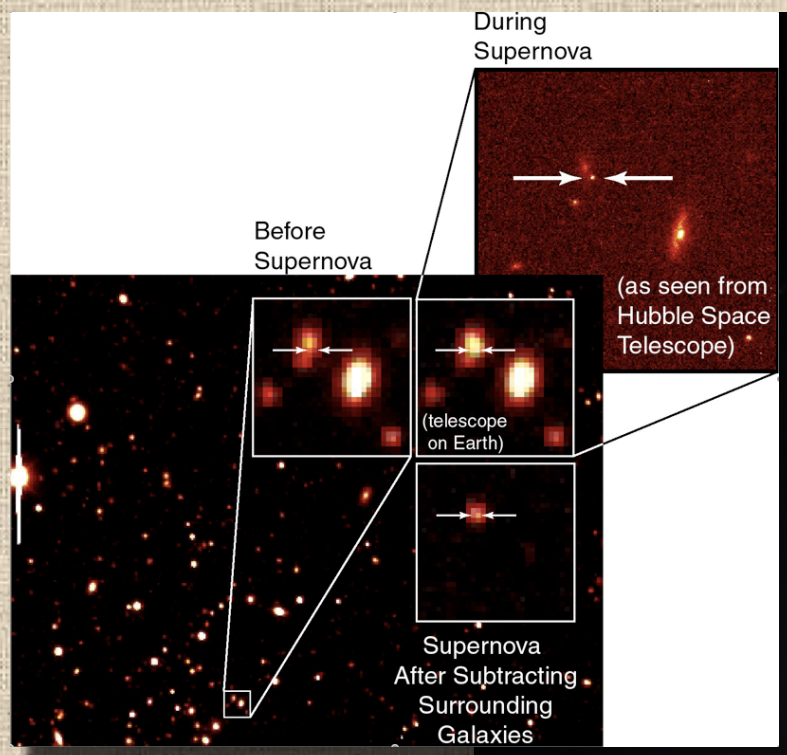 During
Supernova
Before
Supernova
(as seen from
Hubble Space
Telescope)
(telescope
on Earth)
Supernova
After Subtracting
Surrounding
Galaxies